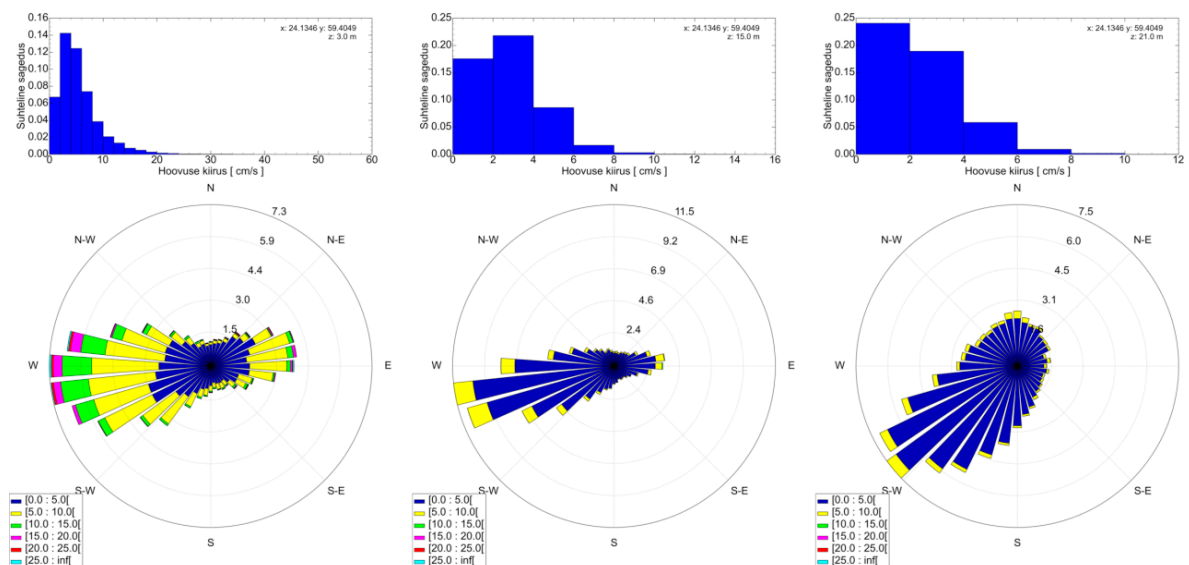 x: 24.1346 y: 59.4049
z: 3.0 m
Suhteline sagedus
0.16
0.14
0.12
0.10
0.08
0.06
0.04
0.02
0.00
0 10 20 30 40 50 60
Hoovuse kiirus [ cm/s ]
x: 24.1346 y: 59.4049
z: 15.0 m
Suhteline sagedus
0.25
0.20
0.15
0.10
0.05
0.00
0 2 4 6 8 10 12 14 16
Hoovuse kiirus [ cm/s ]
x: 24.1346 y: 59.4049
z: 21.0 m
Suhteline sagedus
0.25
0.20
0.15
0.10
0.05
0.00
0 2 4 6 8 10 12
Hoovuse kiirus [ cm/s ]
N
N-W
N-E
7.3
5.9
4.4
3.0
1.5
W
E
S-W
S-E
S
[0.0 : 5.0[
[5.0 : 10.0[
[10.0 : 15.0[
[15.0 : 20.0[
[20.0 : 25.0[
[25.0 : inf[
N
N-W
N-E
11.5
9.2
6.9
4.6
2.4
W
E
S-W
S-E
S
[0.0 : 5.0[
[5.0 : 10.0[
[10.0 : 15.0[
[15.0 : 20.0[
[20.0 : 25.0[
[25.0 : inf[
N
N-W
N-E
7.5
6.0
4.5
3.1
W
E
S-W
S-E
S
[0.0 : 5.0[
[5.0 : 10.0[
[10.0 : 15.0[
[15.0 : 20.0[
[20.0 : 25.0[
[25.0 : inf[